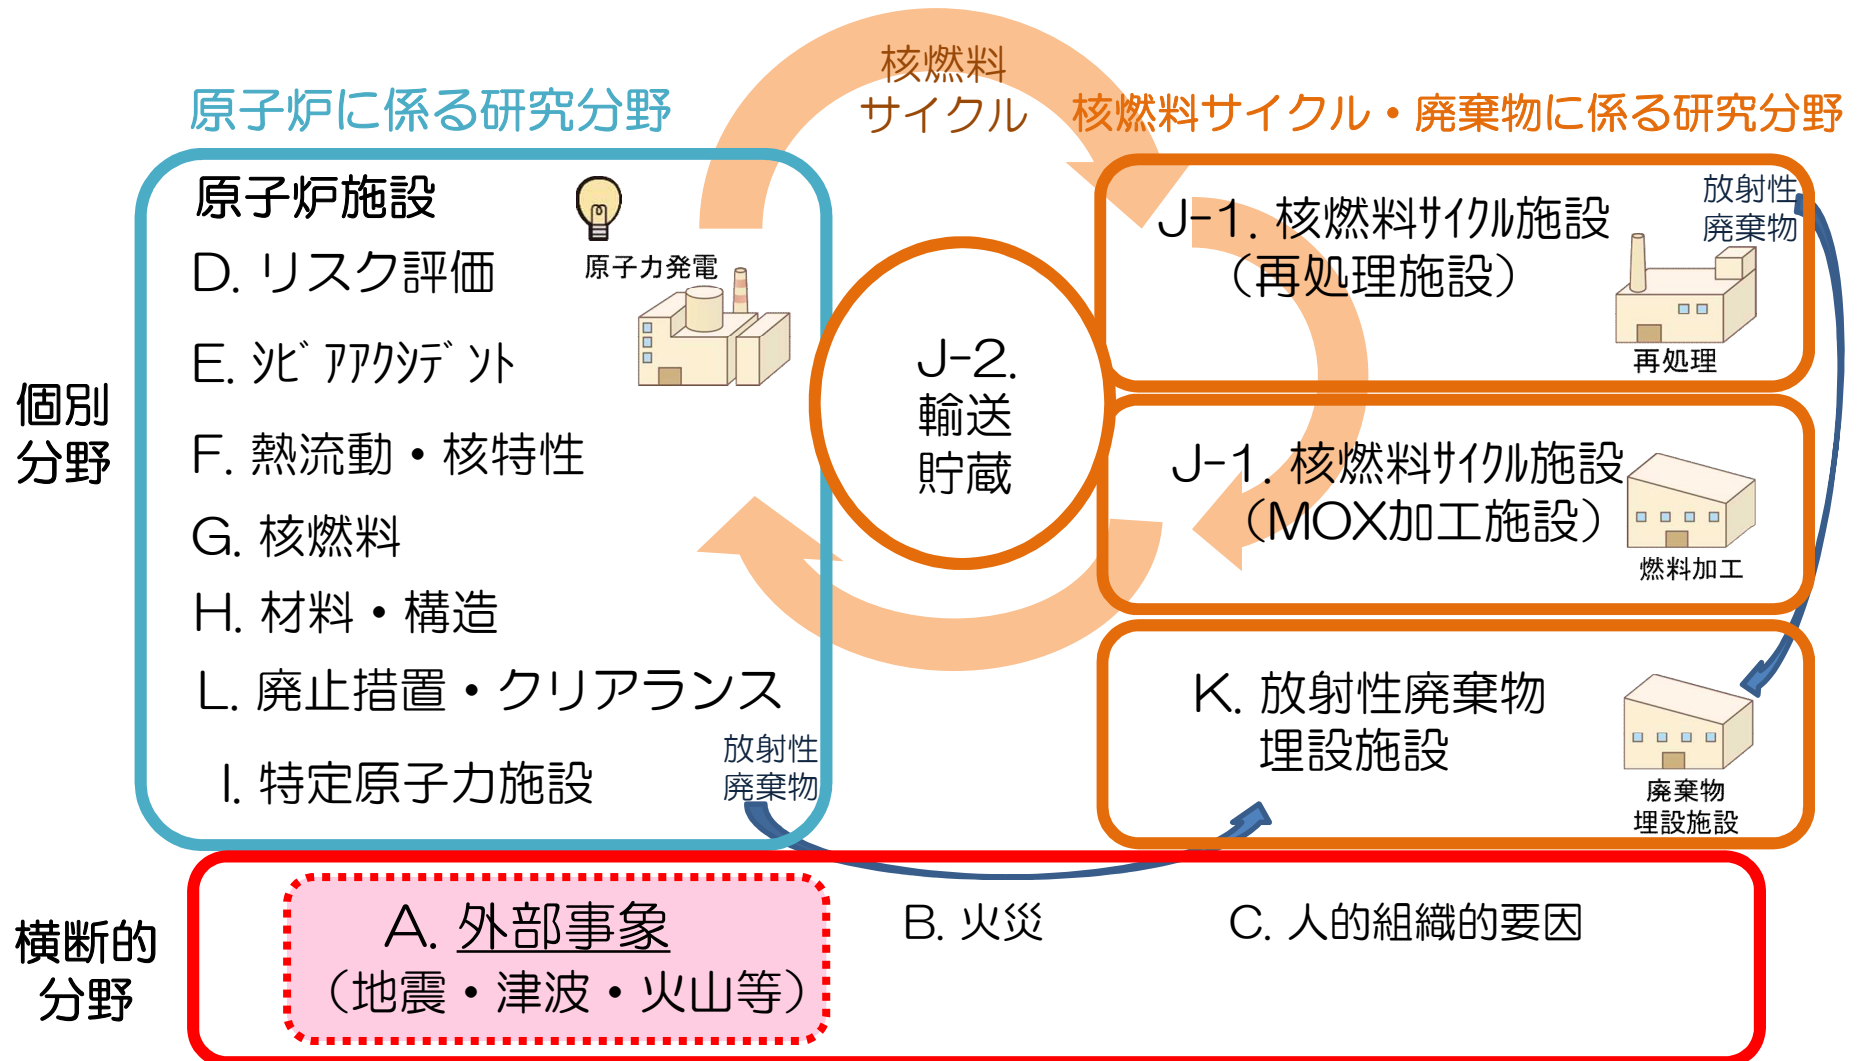 核燃料
サイクル
原子炉に係る研究分野
核燃料サイクル・廃棄物に係る研究分野
個別
分野
原子炉施設
原子力発電
D. リスク評価
E. ｼﾋﾞｱｱｸｼﾃﾞﾝﾄ
F. 熱流動・核特性
G. 核燃料
H. 材料・構造
L. 廃止措置・クリアランス
I. 特定原子力施設
放射性
廃棄物
J-2.
輸送
貯蔵
J-1. 核燃料ｻｲｸﾙ施設
（再処理施設）
放射性
廃棄物
再処理
J-1. 核燃料ｻｲｸﾙ施設
（MOX加工施設）
燃料加工
K. 放射性廃棄物
埋設施設
廃棄物
埋設施設
横断的
分野
A. 外部事象
（地震・津波・火山等）
B. 火災
C. 人的組織的要因